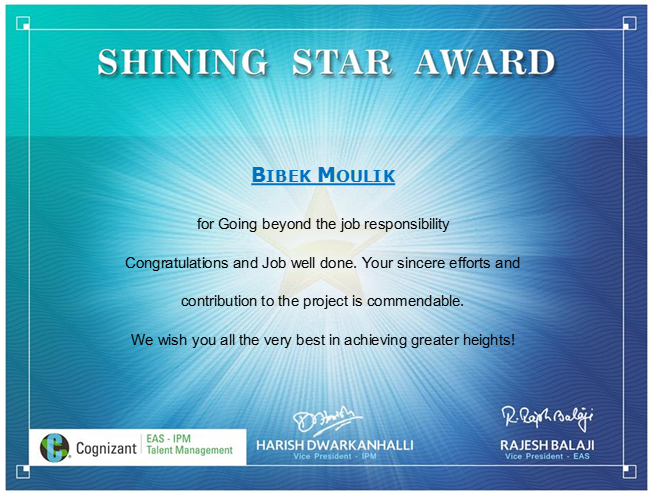 SHINING STAR AWARD
BIBEK MOULIK
for Going beyond the job responsibility
Congratulations and Job well done. Your sincere efforts and
contribution to the project is commendable.
We wish you all the very best in achieving greater heights!
R. Rajesh Balaji
Cognizant
EAS - IPM
Talent Management
HARISH DWARKANHALLI
Vice President - IPM
RAJESH BALAJI
Vice President - EAS